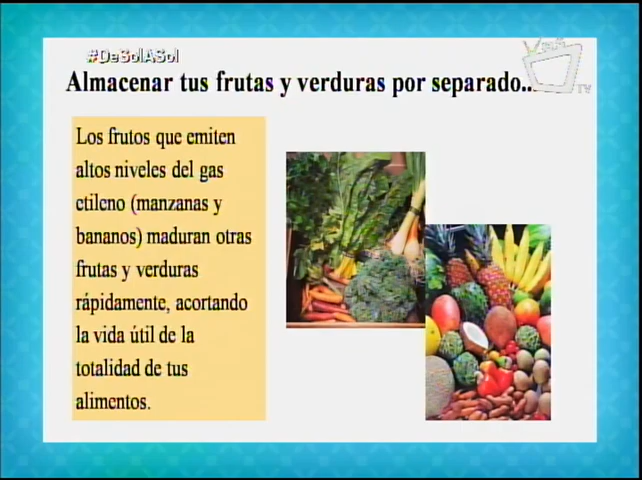 #DeSolASol
Almacenar tus frutas y verduras por separado...
TV
Los frutos que emiten
altos niveles del gas
etileno (manzanas y
bananos) maduran otras
frutas y verduras
rápidamente, acortando
la vida útil de la
totalidad de tus
alimentos.